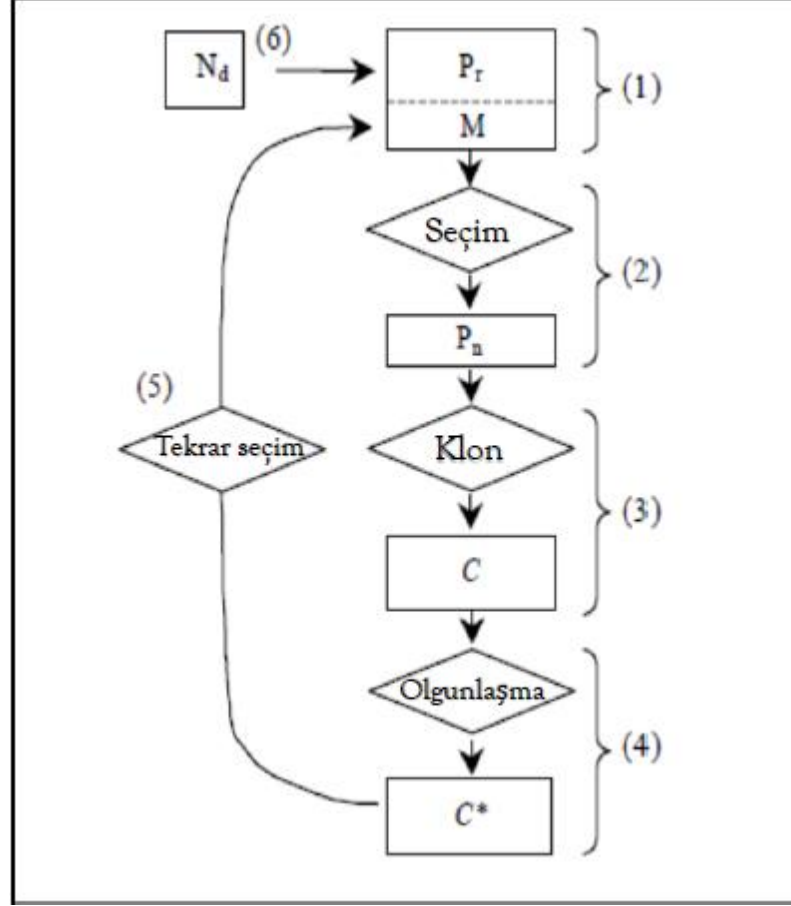 N_d
(6)
P_r
M
(1)
Seçim
P_n
(2)
(5)
Tekrar seçim
Klon
C
(3)
Olgunlaşma
C*
(4)